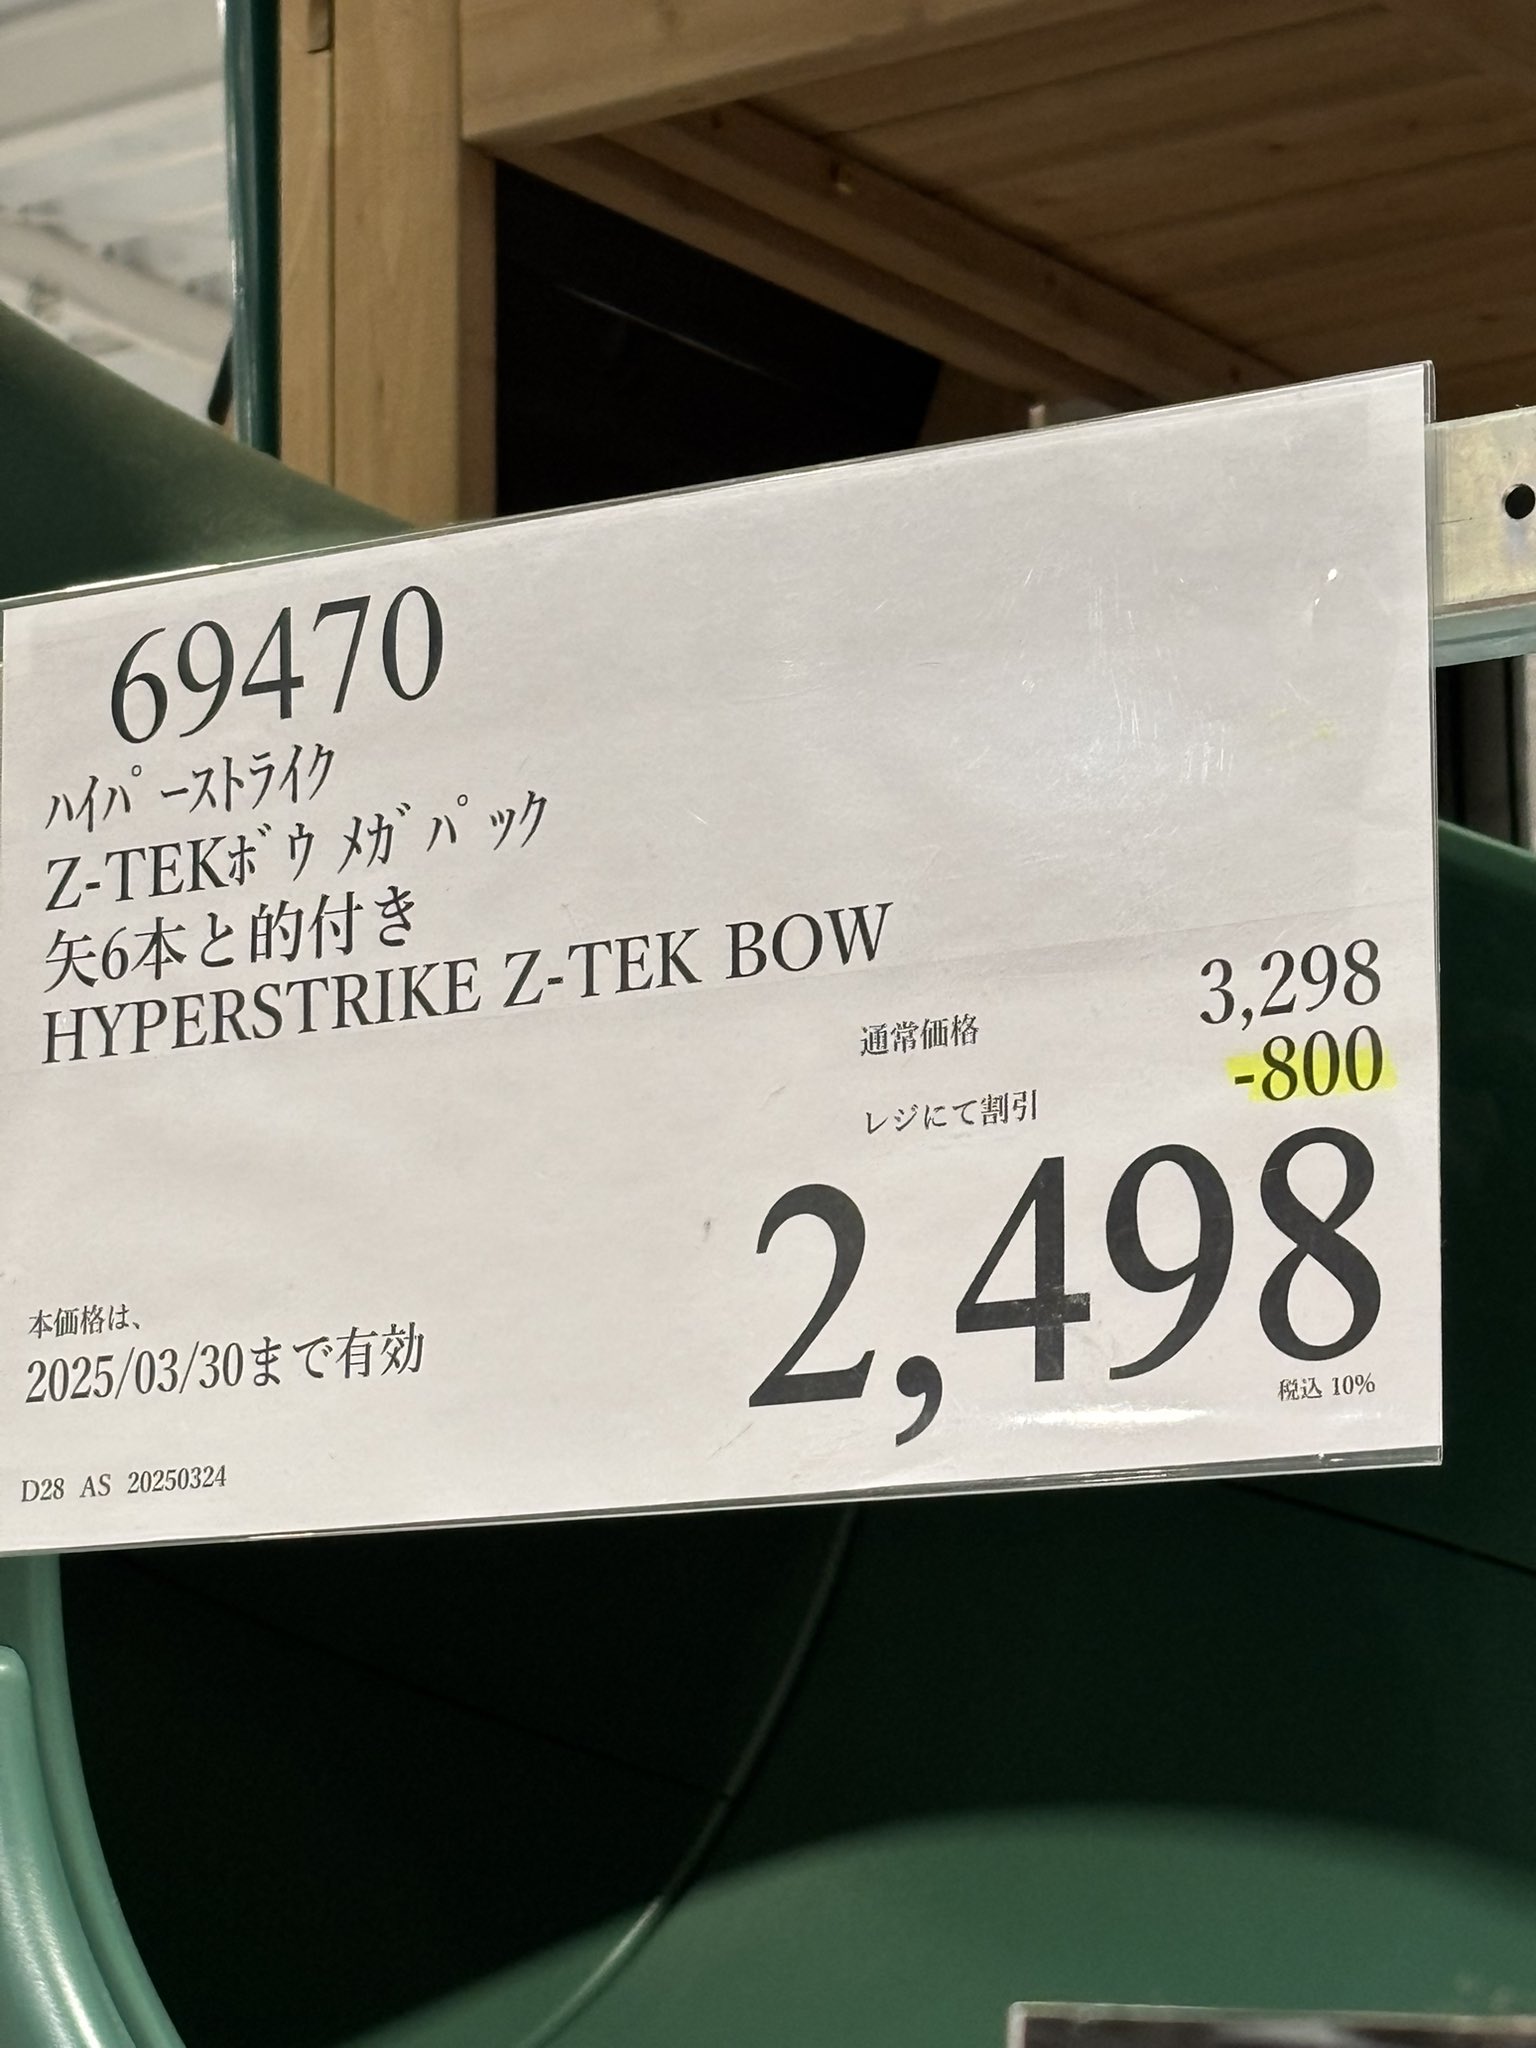 69470
ﾊｲﾊﾟｰｽﾄﾗｲｸ
Z-TEKﾎﾞｳ ﾒｶﾞﾊﾟｯｸ
矢6本と的付き
HYPERSTRIKE Z-TEK BOW
通常価格 3,298
レジにて割引 -800
2,498
税込 10%
本価格は、
2025/03/30まで有効
D28 AS 20250324